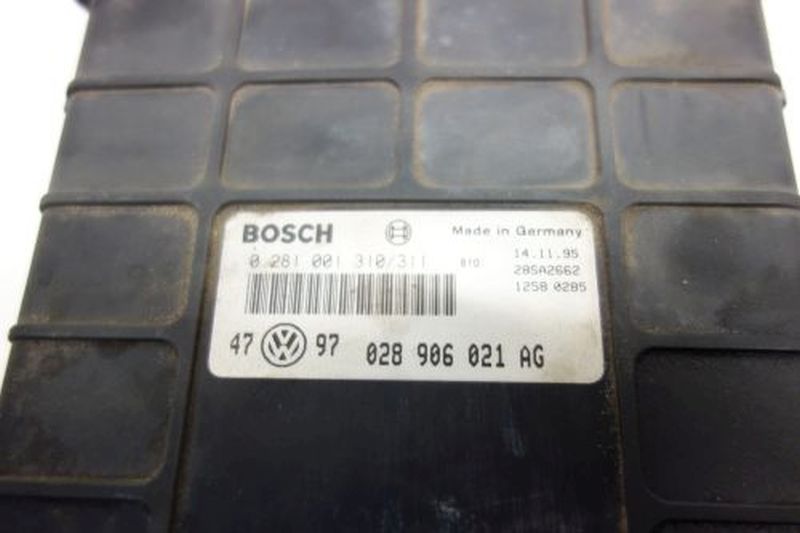 BOSCH Made in Germany
0 281 001 310/311 14.11.95
28SA2662
1258 0285
47 97 028 906 021 AG